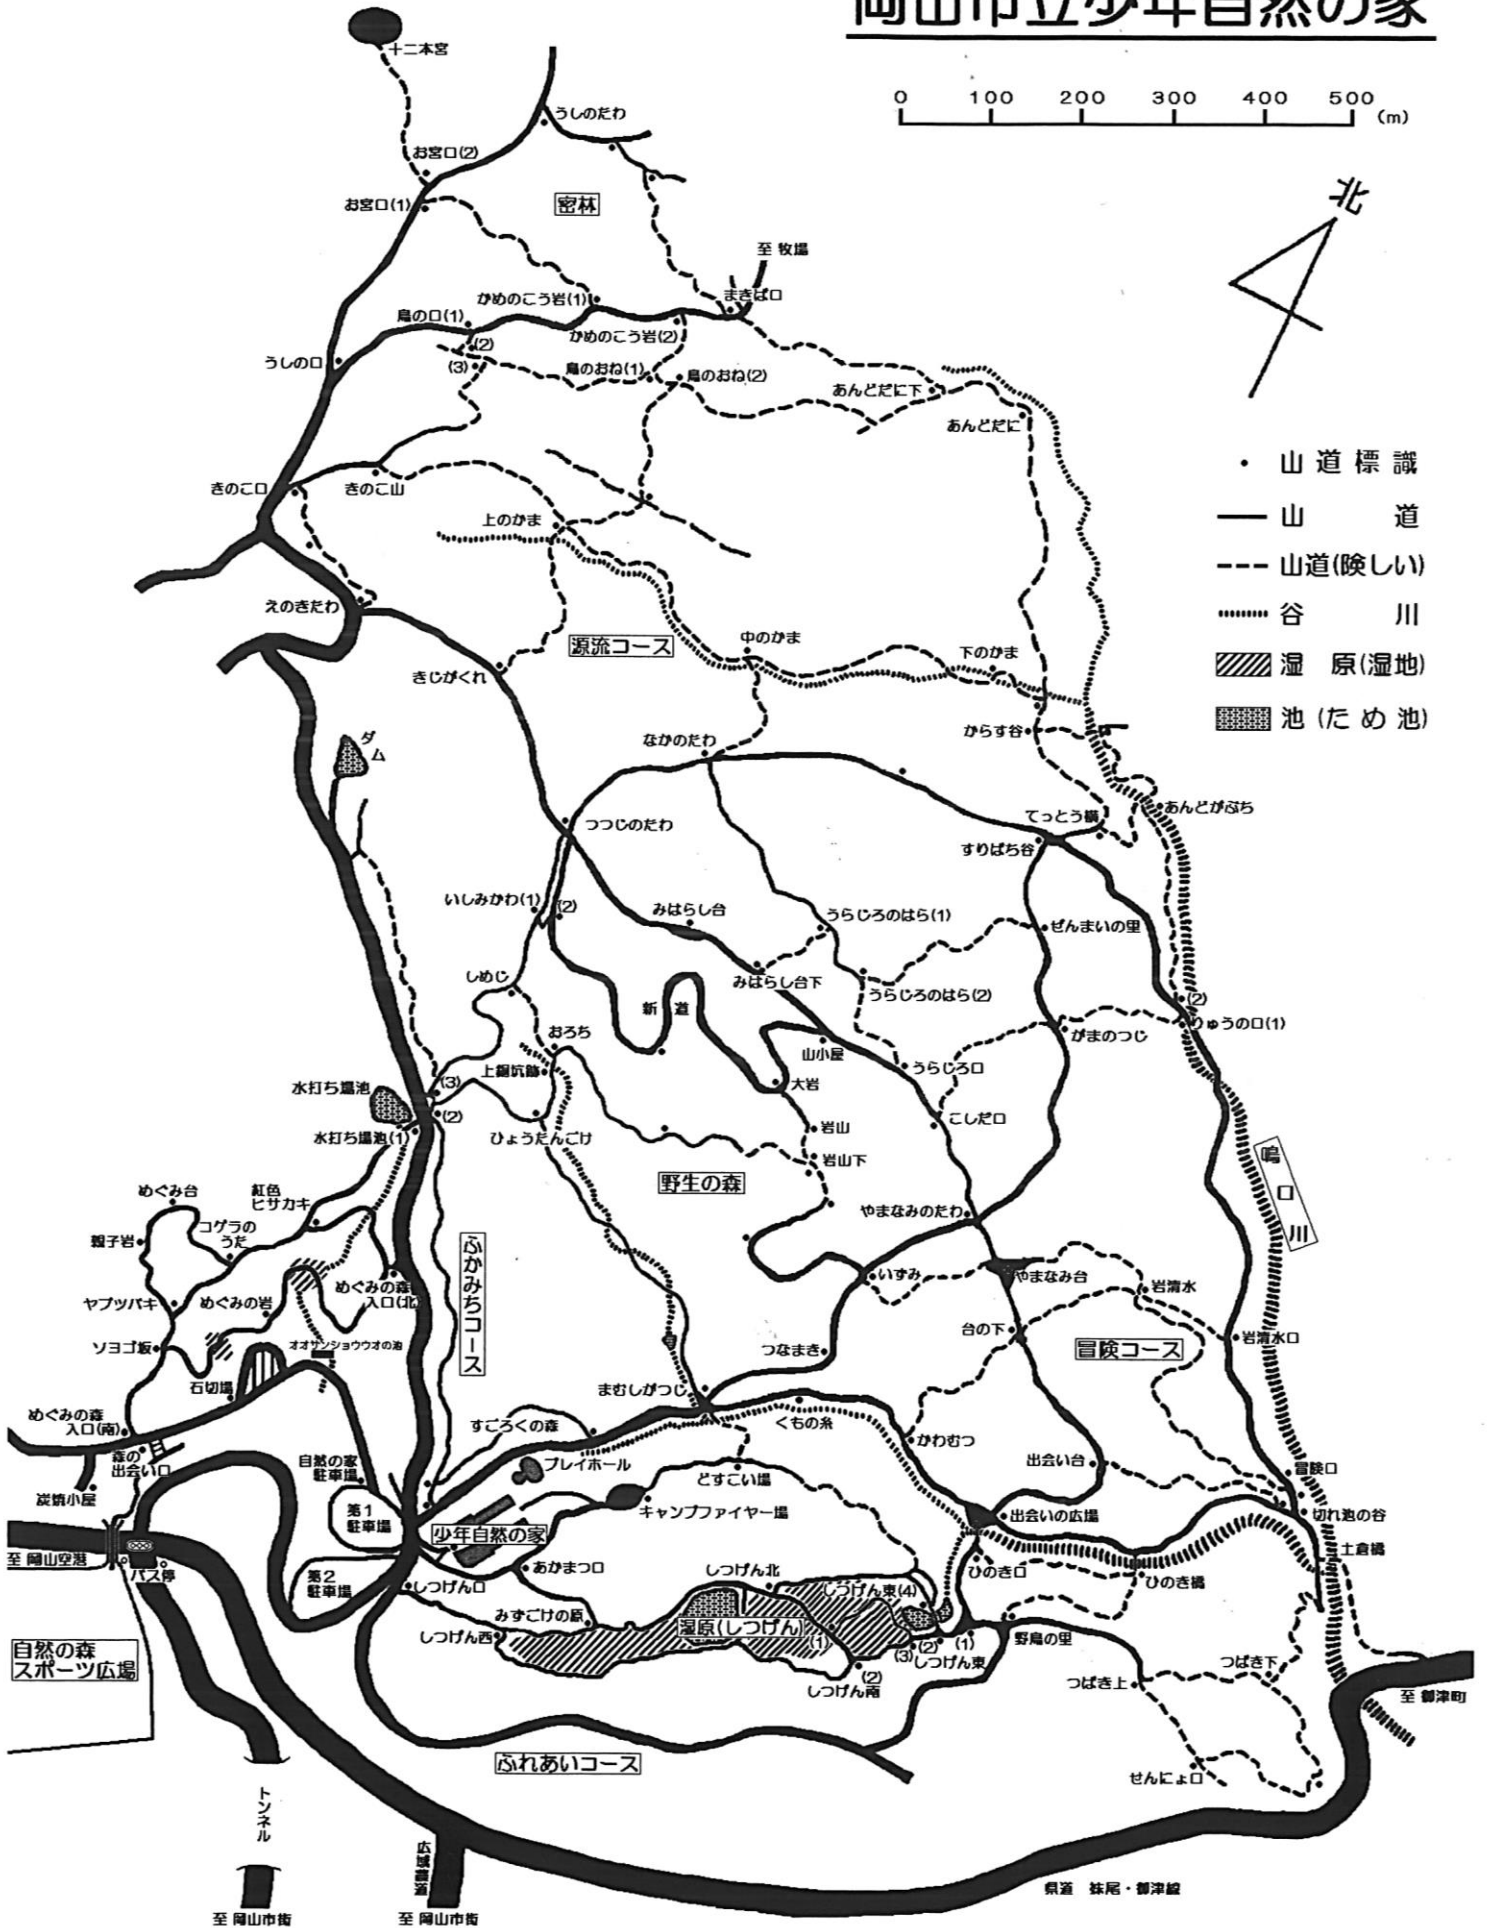 岡山市立少年自然の家
0 100 200 300 400 500
(m)
北
十二本宮
うしのたわ
お宮口(2)
お宮口(1)
密林
至 牧場
かめのこう岩(1)
まきば口
鳥の口(1)
(2)
かめのこう岩(2)
うしの口
(3)
鳥のおね(1)
鳥のおね(2)
あんどだに下
あんどだに
・ 山道標識
山 道
きのこ口
きのこ山
上のかま
山道(険しい)
えのきたわ
谷 川
源流コース
中のかま
下のかま
湿 原(湿地)
きじがくれ
池(ため池)
ダム
なかのたわ
からす谷
あんどがぶち
つつじのたわ
てっとう横
すりばち谷
いしみかわ(1)
(2)
みはらし台
うらじろのはら(1)
ぜんまいの里
しめじ
みはらし台下
うらじろのはら(2)
(2)
新道
りゅうの口(1)
おろち
がまのつじ
山小屋
上銅坑跡
うらじろ口
水打ち場池
(3)
大岩
(2)
こしだ口
水打ち場池(1)
ひょうたんごけ
岩山
岩山下
鳴口川
めぐみ台
紅色
ヒサカキ
野生の森
コゲラの
うだ
やまなみのたわ
親子岩
ふかみちコース
いずみ
やまなみ台
岩清水
めぐみの森
入口(北)
ヤブツバキ
めぐみの岩
台の下
岩清水口
ソヨゴ坂
オオサンショウウオの池
つなまき
冒険コース
石切場
まむしがつじ
めぐみの森
入口(南)
すごろくの森
くもの糸
かわむつ
森の
出会い口
自然の家
駐車場
プレイホール
どすこい場
出会い台
冒険口
炭焼小屋
第1
駐車場
キャンプファイヤー場
出会いの広場
切れ池の谷
少年自然の家
至 岡山空港
土倉橋
バス停
第2
駐車場
あかまつ口
しつげん北
ひのき口
ひのき橋
しつげん口
しつげん東(4)
みずごけの原
湿原(しつげん)
しつげん西
(1)
(3)
(2)
(1)
野鳥の里
しつげん東
自然の森
スポーツ広場
(2)
しつげん南
つばき上
つばき下
至 御津町
ふれあいコース
せんにょ口
トンネル
広域農道
県道 妹尾・御津線
至 岡山市街
至 岡山市街